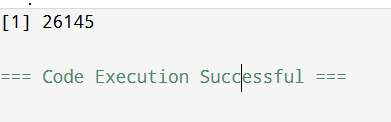 [1] 26145
=== Code Execution Successful ===